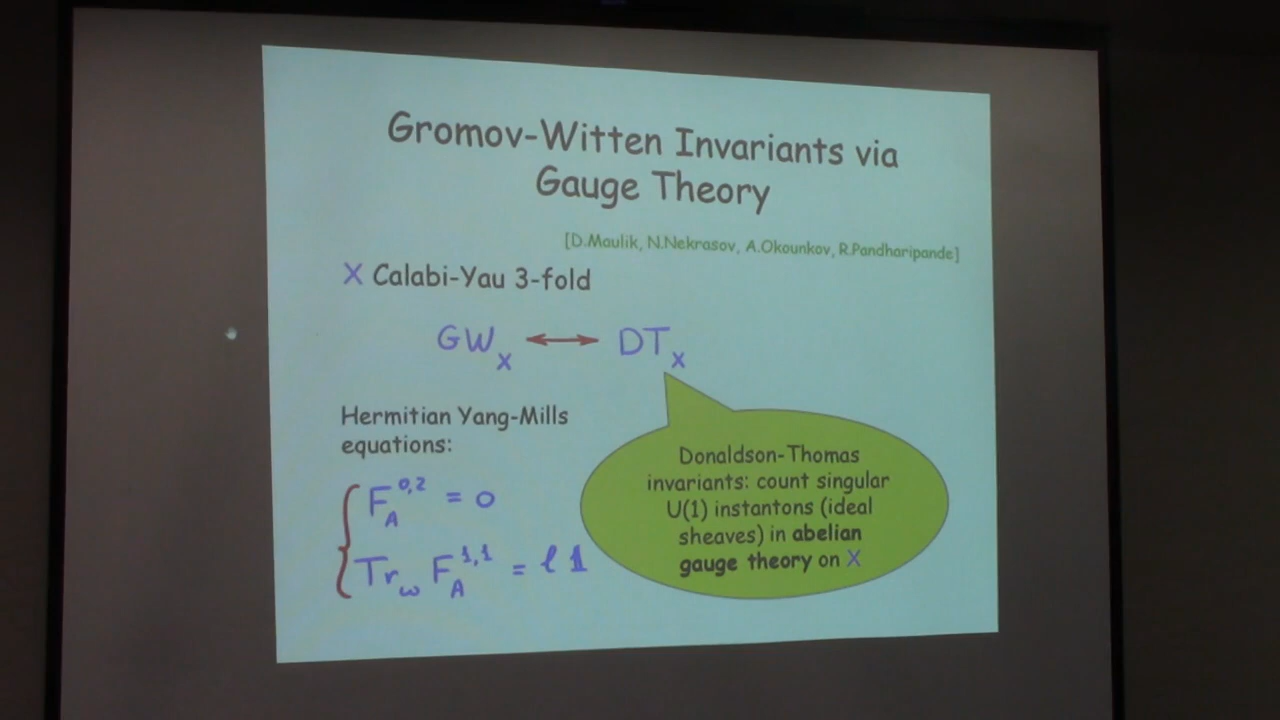 Gromov-Witten Invariants via
Gauge Theory
[D.Maulik, N.Nekrasov, A.Okounkov, R.Pandharipande]
X Calabi-Yau 3-fold
GW_X ↔ DT_X
Hermitian Yang-Mills
equations:
F_A^{0,2} = 0
Tr_ω F_A^{1,1} = ℓ 1
Donaldson-Thomas
invariants: count singular
U(1) instantons (ideal
sheaves) in abelian
gauge theory on X